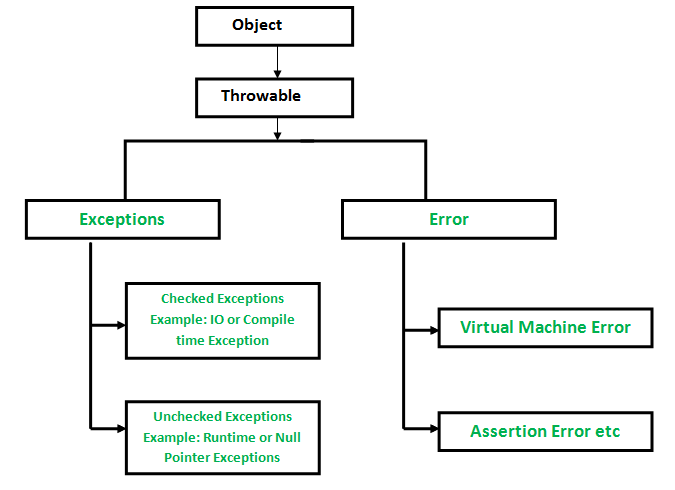 Object
Throwable
Exceptions
Error
Checked Exceptions
Example: IO or Compile
time Exception
Virtual Machine Error
Unchecked Exceptions
Example: Runtime or Null
Pointer Exceptions
Assertion Error etc